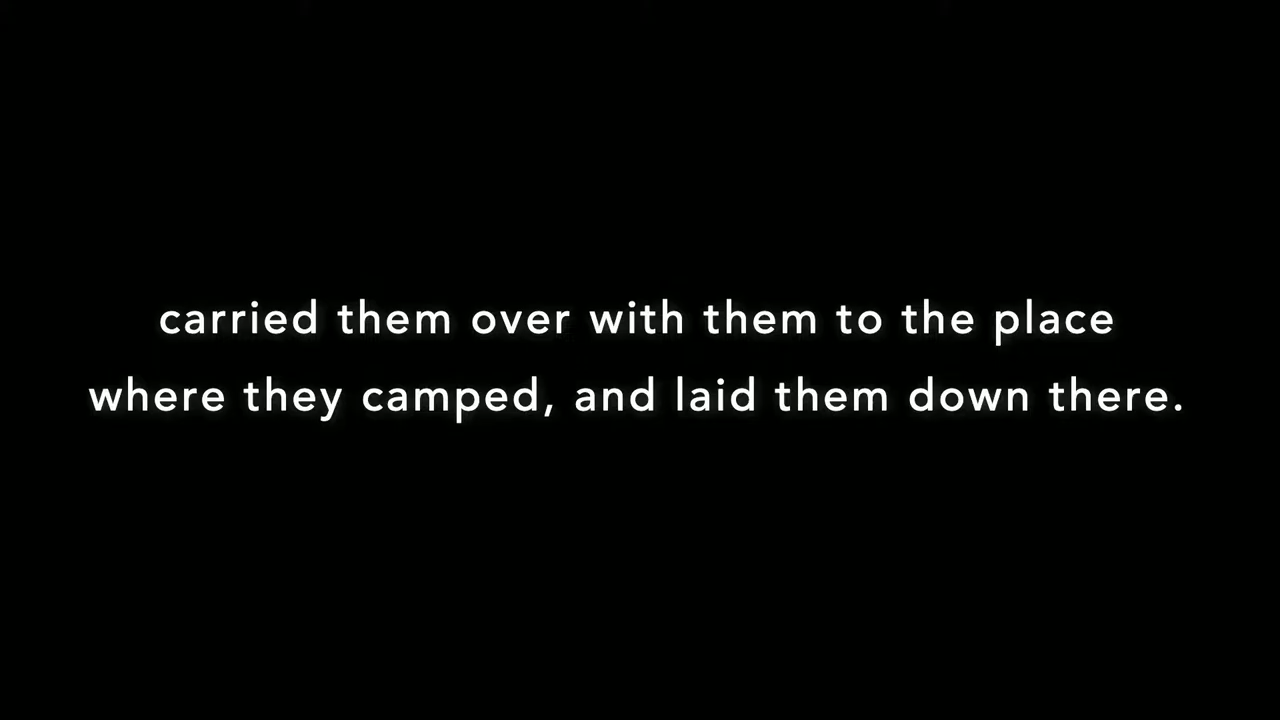 carried them over with them to the place
where they camped, and laid them down there.